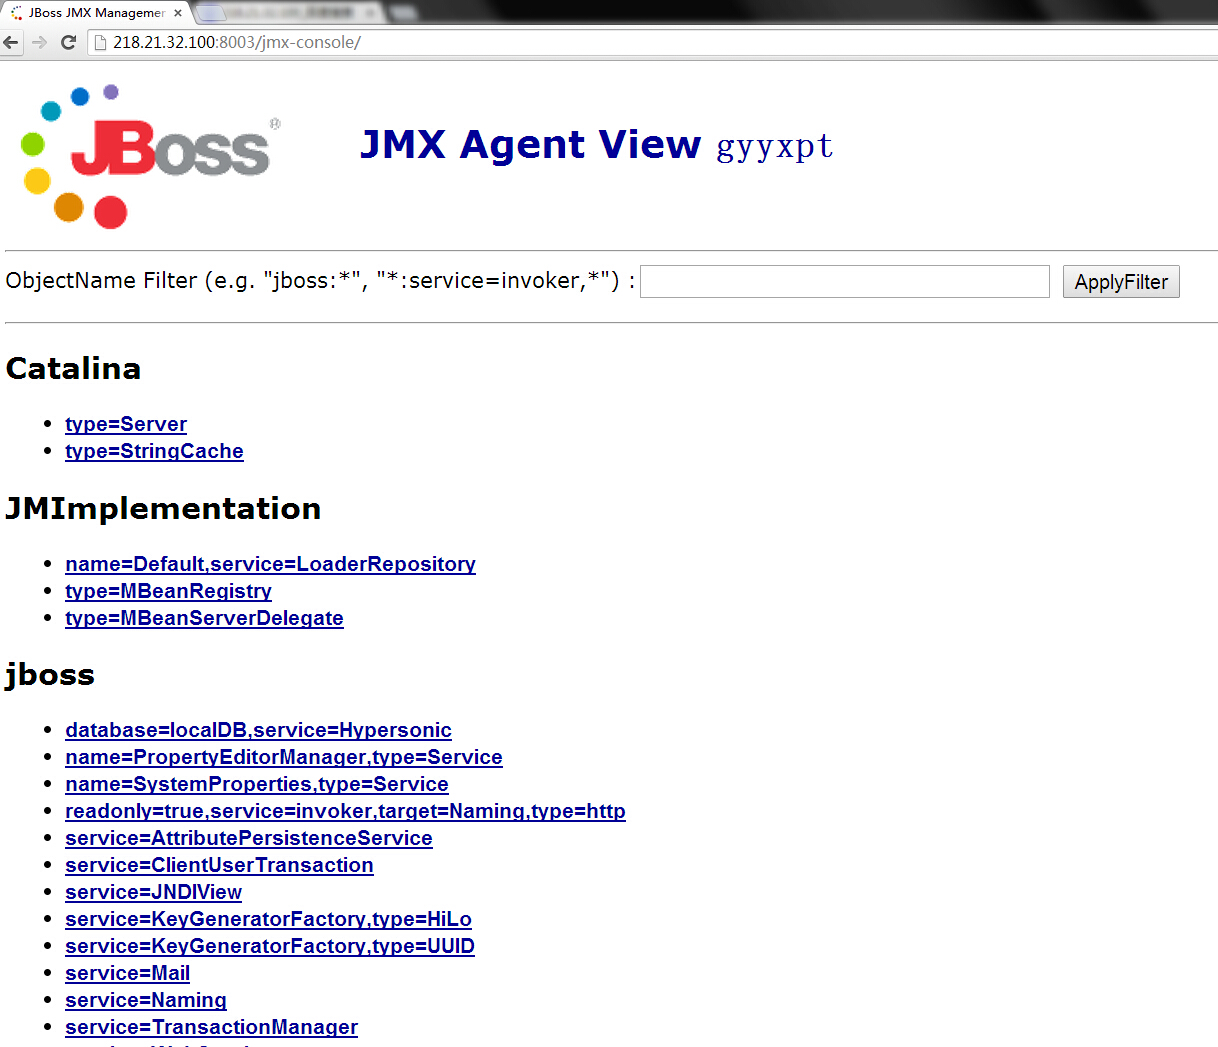 JBoss JMX Managemer
218.21.32.100:8003/jmx-console/
JBoss ®
JMX Agent View gyyxpt
ObjectName Filter (e.g. "jboss:*", "*:service=invoker,*") : ApplyFilter
Catalina
type=Server
type=StringCache
JMImplementation
name=Default,service=LoaderRepository
type=MBeanRegistry
type=MBeanServerDelegate
jboss
database=localDB,service=Hypersonic
name=PropertyEditorManager,type=Service
name=SystemProperties,type=Service
readonly=true,service=invoker,target=Naming,type=http
service=AttributePersistenceService
service=ClientUserTransaction
service=JNDIView
service=KeyGeneratorFactory,type=HiLo
service=KeyGeneratorFactory,type=UUID
service=Mail
service=Naming
service=TransactionManager